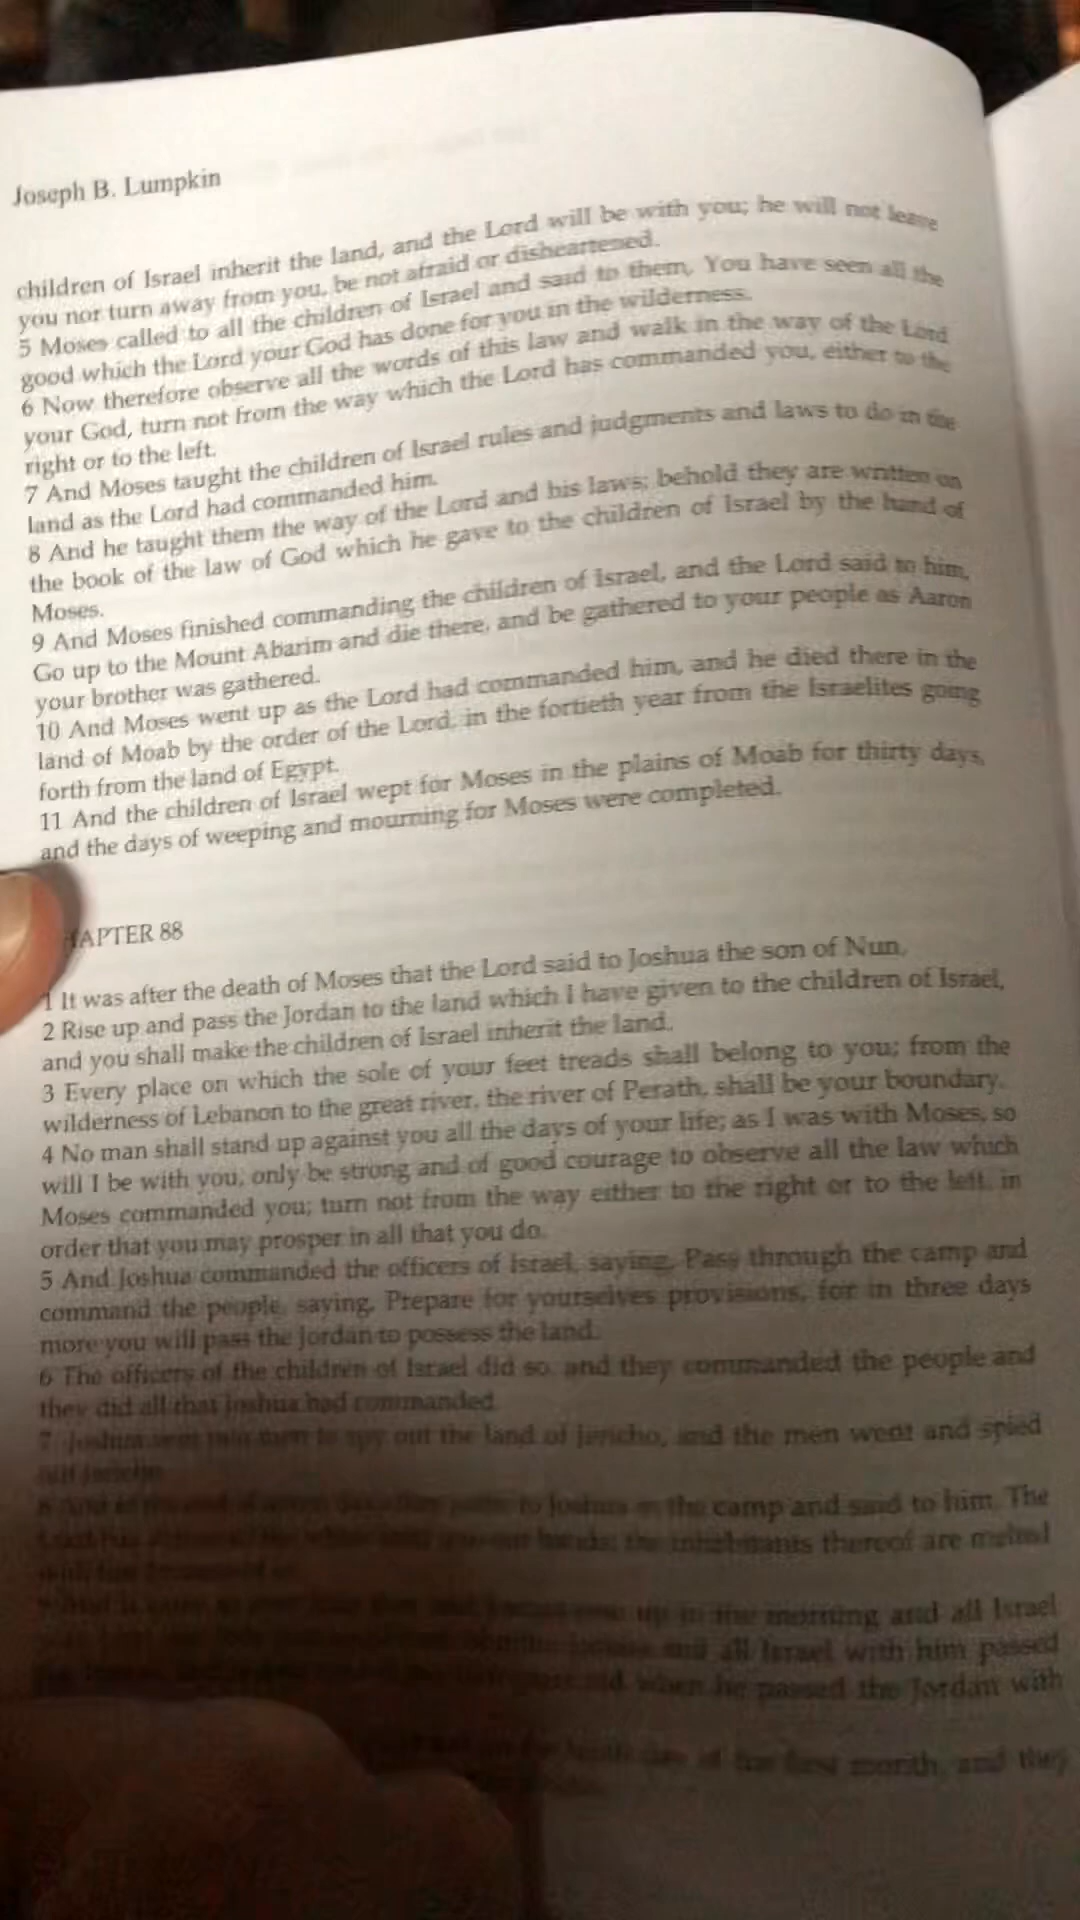 Joseph B. Lumpkin
children of Israel inherit the land, and the Lord will be with you; he will not leave
you nor turn away from you, be not afraid or disheartened.
5 Moses called to all the children of Israel and said to them, You have seen all the
good which the Lord your God has done for you in the wilderness.
6 Now therefore observe all the words of this law and walk in the way of the Lord
your God, turn not from the way which the Lord has commanded you, either to the
right or to the left.
7 And Moses taught the children of Israel rules and judgments and laws to do in the
land as the Lord had commanded him.
8 And he taught them the way of the Lord and his laws; behold they are written on
the book of the law of God which he gave to the children of Israel by the hand of
Moses.
9 And Moses finished commanding the children of Israel, and the Lord said to him,
Go up to the Mount Abarim and die there, and be gathered to your people as Aaron
your brother was gathered.
10 And Moses went up as the Lord had commanded him, and he died there in the
land of Moab by the order of the Lord, in the fortieth year from the Israelites going
forth from the land of Egypt.
11 And the children of Israel wept for Moses in the plains of Moab for thirty days,
and the days of weeping and mourning for Moses were completed.
HAPTER 88
1 It was after the death of Moses that the Lord said to Joshua the son of Nun,
2 Rise up and pass the Jordan to the land which I have given to the children of Israel,
and you shall make the children of Israel inherit the land.
3 Every place on which the sole of your feet treads shall belong to you; from the
wilderness of Lebanon to the great river, the river of Perath, shall be your boundary.
4 No man shall stand up against you all the days of your life; as I was with Moses, so
will I be with you, only be strong and of good courage to observe all the law which
Moses commanded you; turn not from the way either to the right or to the left, in
order that you may prosper in all that you do.
5 And Joshua commanded the officers of Israel, saying, Pass through the camp and
command the people, saying, Prepare for yourselves provisions, for in three days
more you will pass the Jordan to possess the land.
6 The officers of the children of Israel did so, and they commanded the people and
they did all that Joshua had commanded.
7 Joshua sent two men to spy out the land of Jericho, and the men went and spied
out Jericho.
to Joshua in the camp and said to him, The
the inhabitants thereof are melted
up in the morning and all Israel
and all Israel with him passed
when he passed the Jordan with
day of the first month, and they